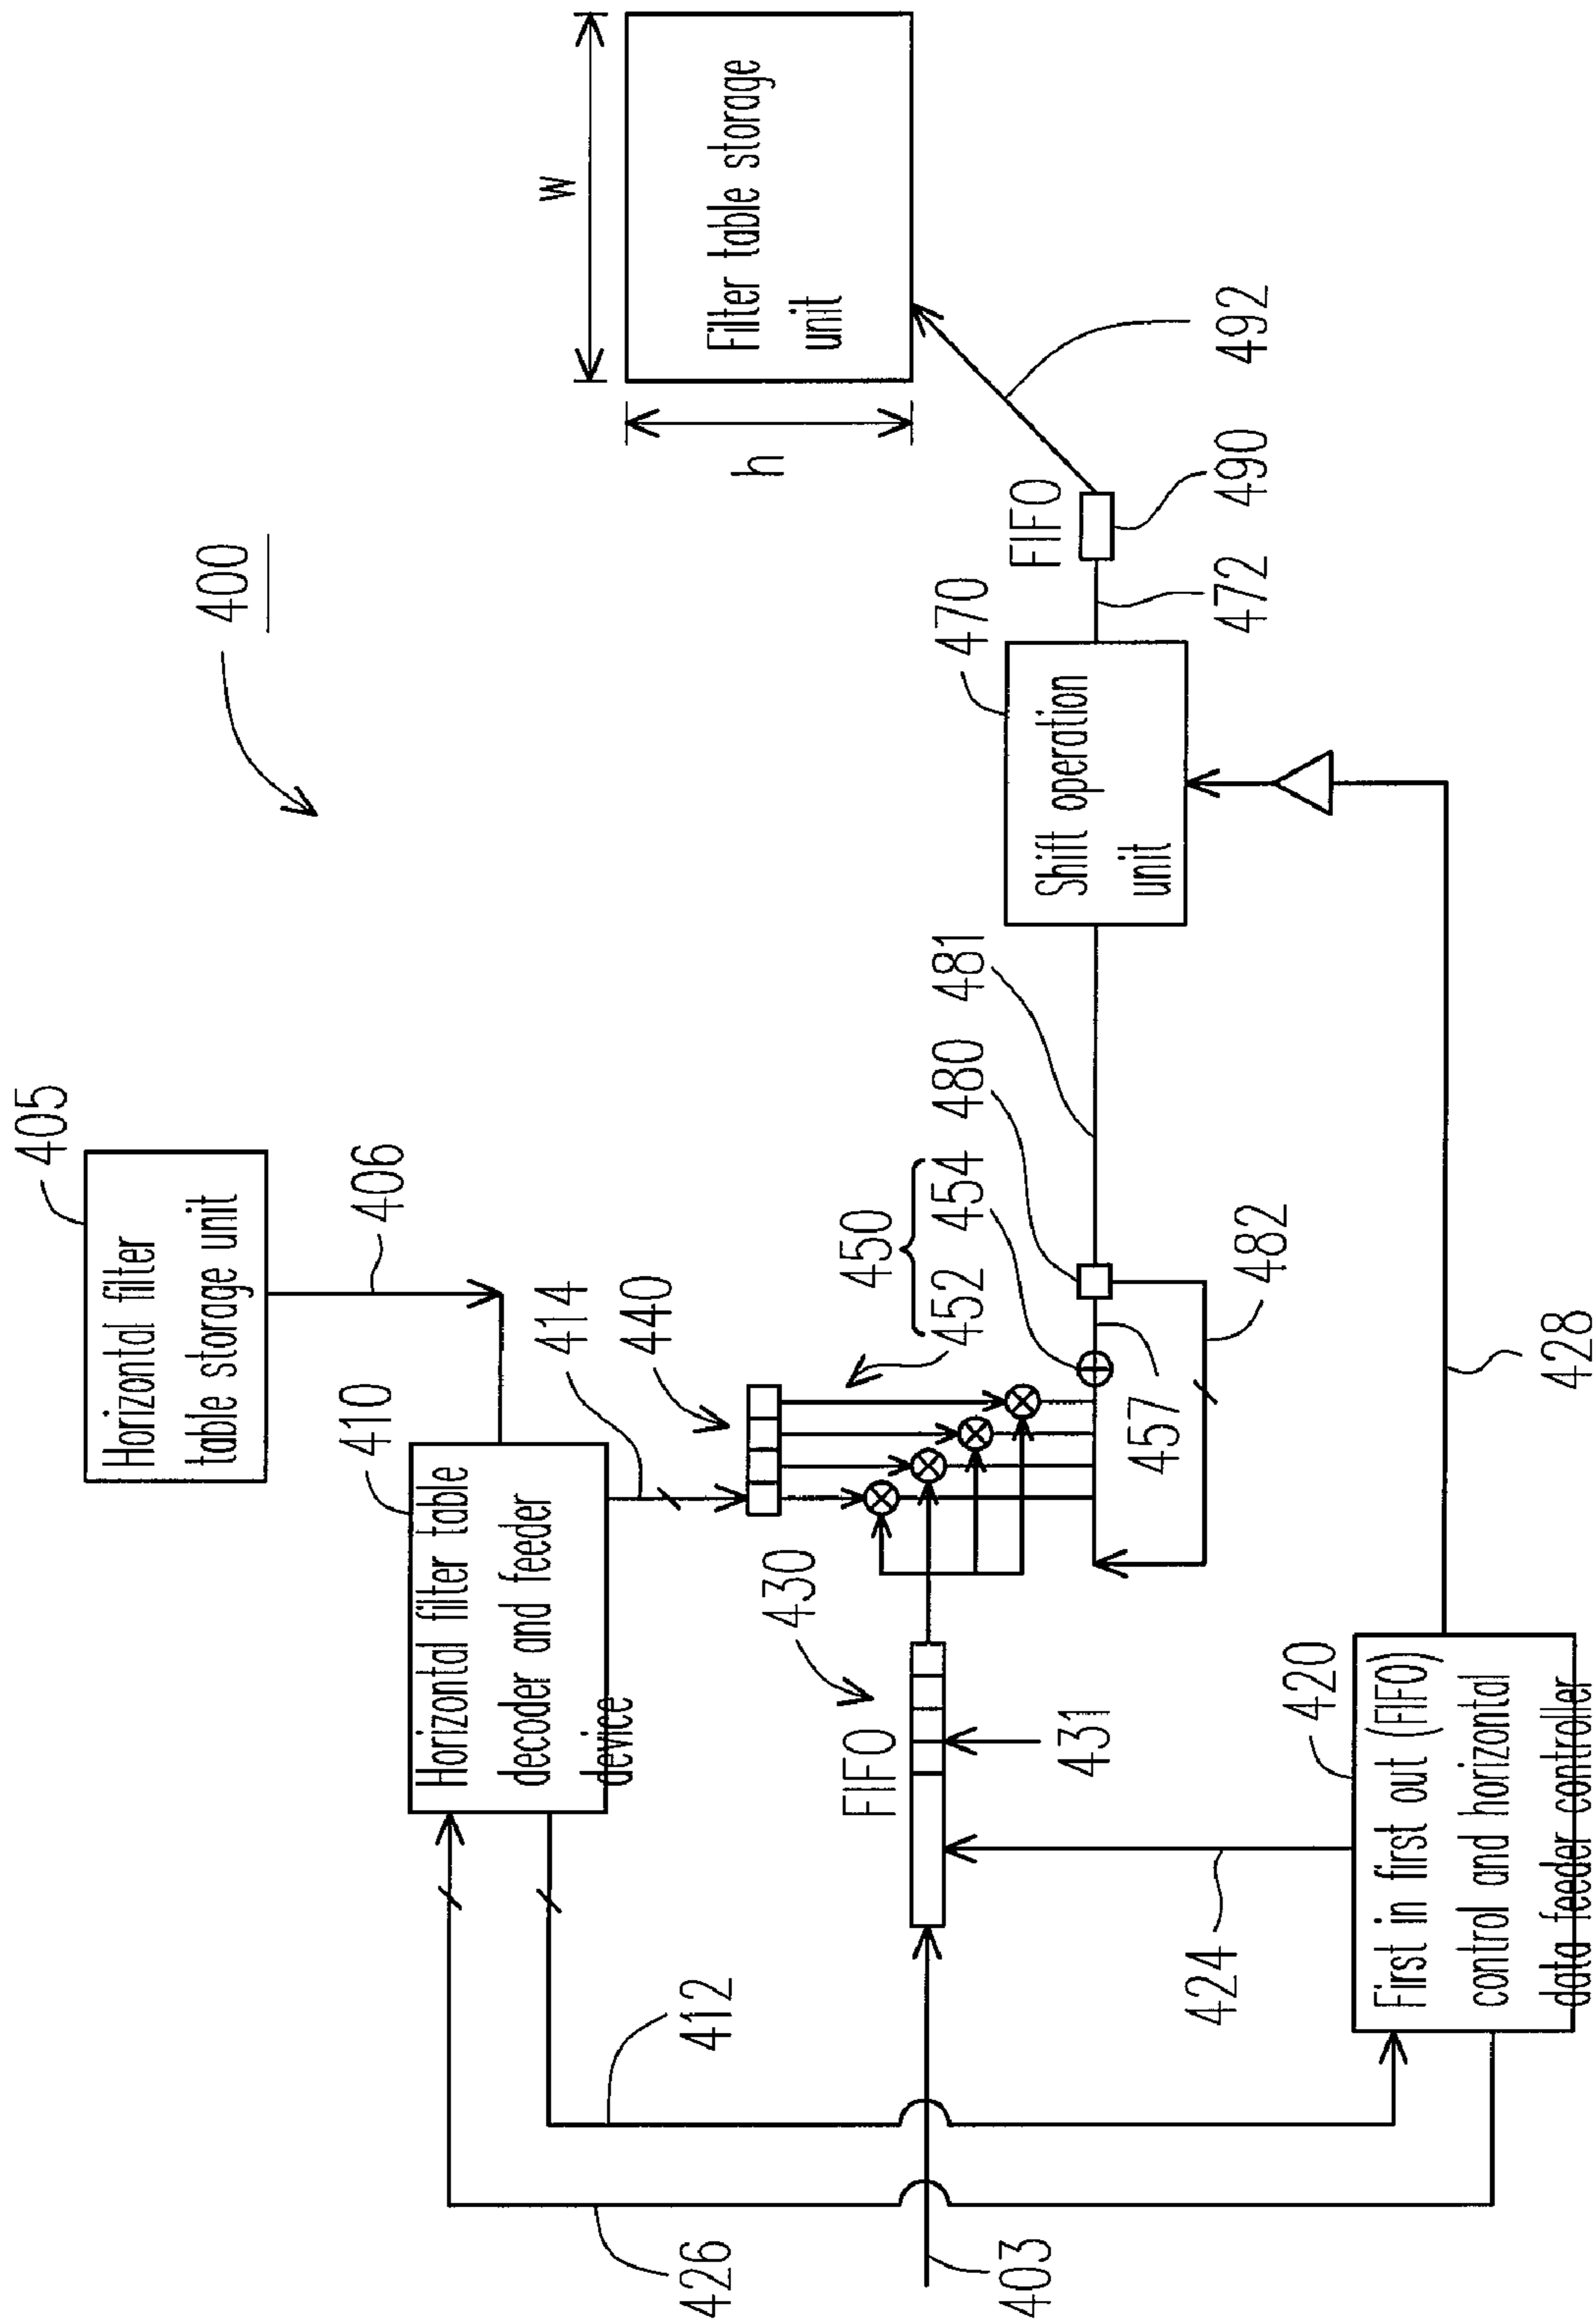 400
w
h
Filter table storage
unit
405
Horizontal filter
table storage unit
406
410
Horizontal filter table
decoder and feeder
device
414
440
450
452
454
480
481
470
Shift operation
unit
FIFO
472
490
492
426
412
403
FIFO
430
431
424
457
482
420
First in first out (FIFO)
control and horizontal
data feeder controller
428